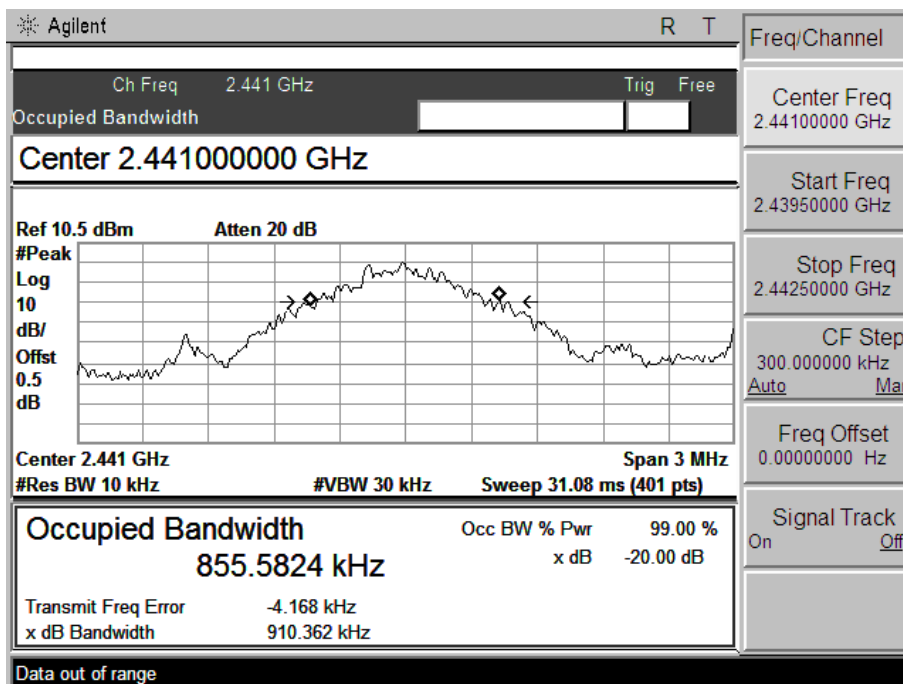 Agilent R T
Freq/Channel
Ch Freq 2.441 GHz Trig Free
Occupied Bandwidth
Center 2.441000000 GHz
Ref 10.5 dBm Atten 20 dB
#Peak
Log
10
dB/
Offst
0.5
dB
Center 2.441 GHz Span 3 MHz
#Res BW 10 kHz #VBW 30 kHz Sweep 31.08 ms (401 pts)
Occupied Bandwidth
855.5824 kHz
Occ BW % Pwr 99.00 %
x dB -20.00 dB
Transmit Freq Error -4.168 kHz
x dB Bandwidth 910.362 kHz
Data out of range
Center Freq
2.44100000 GHz
Start Freq
2.43950000 GHz
Stop Freq
2.44250000 GHz
CF Step
300.000000 kHz
Auto Ma
Freq Offset
0.00000000 Hz
Signal Track
On Off